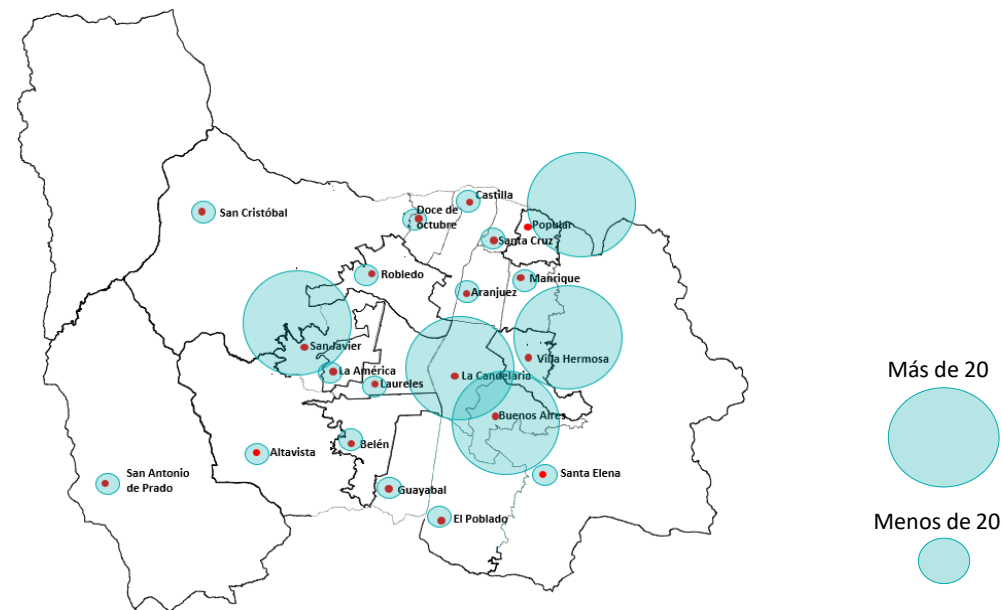 Castilla
Doce de
octubre
San Cristóbal
Popular
Santa Cruz
Robledo
Manrique
Aranjuez
San Javier
Villa Hermosa
La América
La Candelaria
Laureles
Buenos Aires
Belén
Altavista
San Antonio
de Prado
Santa Elena
Guayabal
El Poblado
Más de 20
Menos de 20